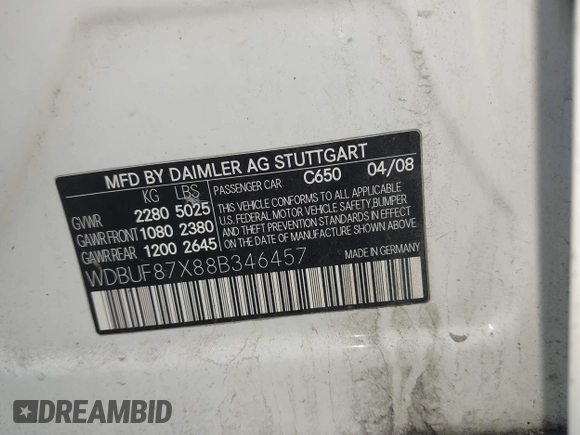 MFD BY DAIMLER AG STUTTGART
KG LBS
GVWR 2280 5025
GAWR FRONT 1080 2380
GAWR REAR 1200 2645
PASSENGER CAR C650 04/08
THIS VEHICLE CONFORMS TO ALL APPLICABLE
U.S. FEDERAL MOTOR VEHICLE SAFETY, BUMPER
AND THEFT PREVENTION STANDARDS IN EFFECT
ON THE DATE OF MANUFACTURE SHOWN ABOVE.
WDBUF87X88B346457
MADE IN GERMANY
DREAMBID